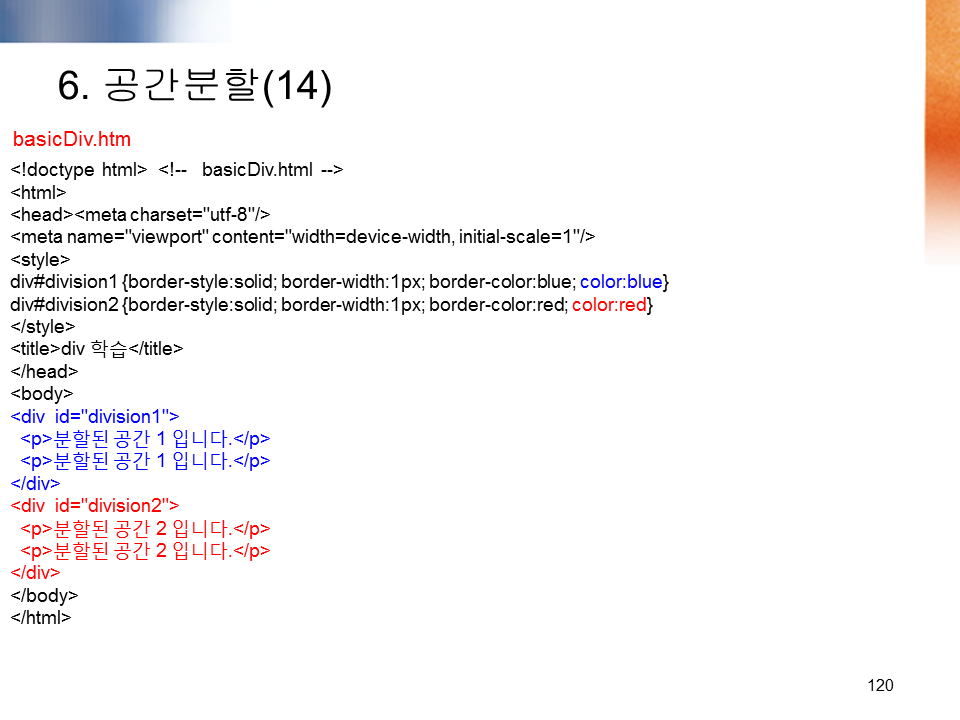 6. 공간분할(14)
basicDiv.htm
<!doctype html>  <!--   basicDiv.html  -->
<html>
<head><meta charset="utf-8"/>
<meta name="viewport" content="width=device-width, initial-scale=1"/>
<style>
div#division1 {border-style:solid; border-width:1px; border-color:blue; color:blue}
div#division2 {border-style:solid; border-width:1px; border-color:red; color:red}
</style>
<title>div 학습</title>
</head>
<body>
<div  id="division1">
  <p>분할된 공간 1 입니다.</p>
  <p>분할된 공간 1 입니다.</p>
</div>
<div  id="division2">
  <p>분할된 공간 2 입니다.</p>
  <p>분할된 공간 2 입니다.</p>
</div>
</body>
</html>
120